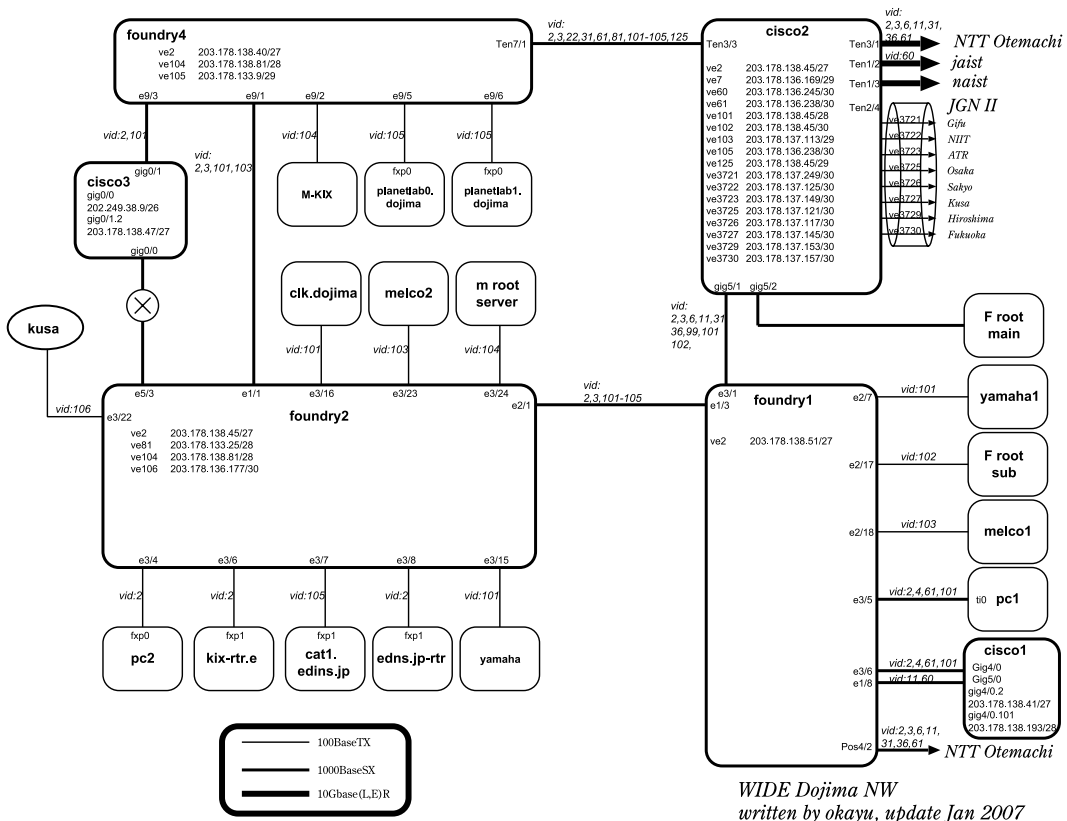 foundry4
ve2 203.178.138.40/27
ve104 203.178.138.81/28
ve105 203.178.133.9/29
Ten7/1
e9/3
e9/1
e9/2
e9/5
e9/6
vid:
2,3,22,31,61,81,101-105,125
cisco2
Ten3/3
Ten3/1
Ten1/2
Ten1/3
Ten2/4
ve2 203.178.138.45/27
ve7 203.178.136.169/29
ve60 203.178.136.245/30
ve61 203.178.136.238/30
ve101 203.178.138.45/28
ve102 203.178.138.45/30
ve103 203.178.137.113/29
ve105 203.178.136.238/30
ve125 203.178.138.45/29
ve3721 203.178.137.249/30
ve3722 203.178.137.125/30
ve3723 203.178.137.149/30
ve3725 203.178.137.121/30
ve3726 203.178.137.117/30
ve3727 203.178.137.145/30
ve3729 203.178.137.153/30
ve3730 203.178.137.157/30
gig5/1
gig5/2
vid:
2,3,6,11,31,
36,61
NTT Otemachi
vid:60
jaist
naist
JGN II
ve3721
Gifu
ve3722
NIIT
ve3723
ATR
ve3725
Osaka
ve3726
Sakyo
ve3727
Kusa
ve3729
Hiroshima
ve3730
Fukuoka
vid:2,101
vid:
2,3,101,103
vid:104
vid:105
vid:105
gig0/1
cisco3
gig0/0
202.249.38.9/26
gig0/1.2
203.178.138.47/27
gig0/0
M-KIX
fxp0
planetlab0.
dojima
fxp0
planetlab1.
dojima
clk.dojima
melco2
m root
server
vid:101
vid:103
vid:104
kusa
vid:106
vid:
2,3,6,11,31
36,99,101
102,
F root
main
e5/3
e1/1
e3/16
e3/23
e3/24
e2/1
e3/22
foundry2
ve2 203.178.138.45/27
ve81 203.178.133.25/28
ve104 203.178.138.81/28
ve106 203.178.136.177/30
e3/4
e3/6
e3/7
e3/8
e3/15
vid:
2,3,101-105
e3/1
e1/3
foundry1
ve2 203.178.138.51/27
e2/7
vid:101
yamaha1
e2/17
vid:102
F root
sub
e2/18
vid:103
melco1
e3/5
vid:2,4,61,101
ti0 pc1
e3/6
vid:2,4,61,101
e1/8
vid:11,60
cisco1
Gig4/0
Gig5/0
gig4/0.2
203.178.138.41/27
gig4/0.101
203.178.138.193/28
Pos4/2
vid:2,3,6,11,
31,36,61
NTT Otemachi
vid:2
vid:2
vid:105
vid:2
vid:101
fxp0
pc2
fxp1
kix-rtr.e
fxp1
cat1.
edins.jp
fxp1
edns.jp-rtr
yamaha
100BaseTX
1000BaseSX
10Gbase(L,E)R
WIDE Dojima NW
written by okayu, update Jan 2007